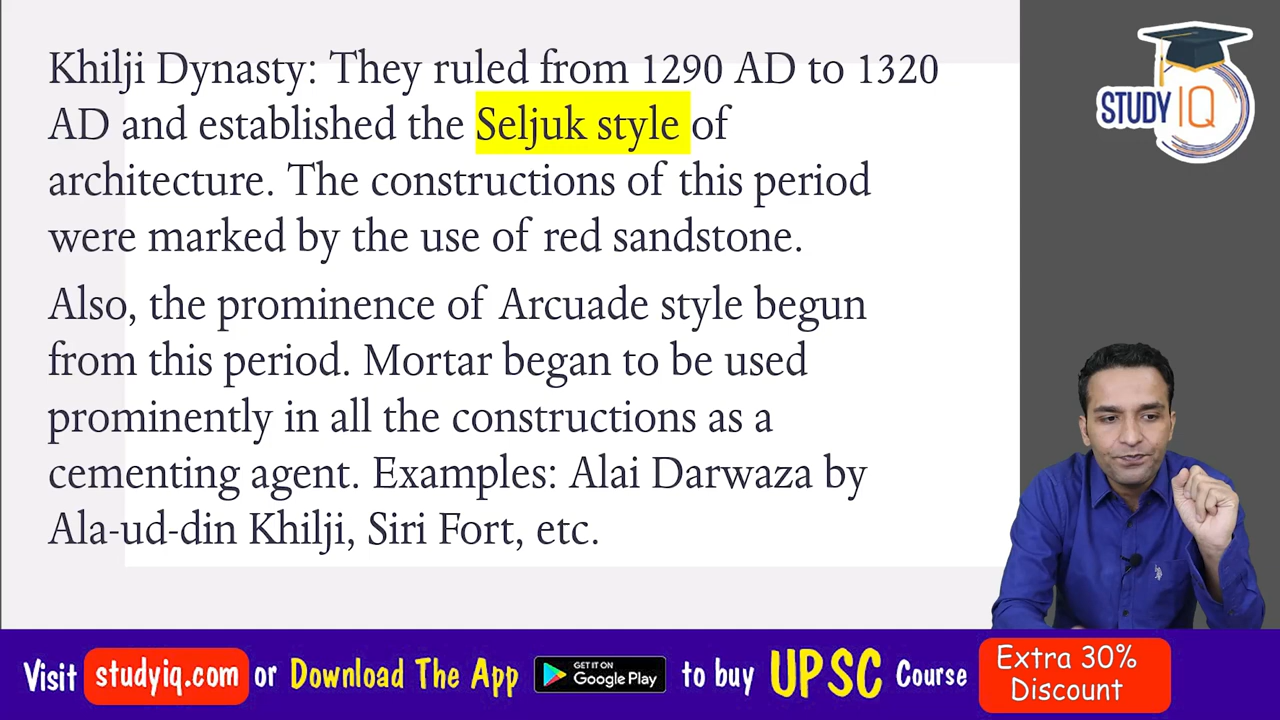 Khilji Dynasty: They ruled from 1290 AD to 1320
AD and established the Seljuk style of
architecture. The constructions of this period
were marked by the use of red sandstone.
Also, the prominence of Arcuade style begun
from this period. Mortar began to be used
prominently in all the constructions as a
cementing agent. Examples: Alai Darwaza by
Ala-ud-din Khilji, Siri Fort, etc.
STUDY IQ
Visit studyiq.com or Download The App GET IT ON Google Play to buy UPSC Course
Extra 30%
Discount